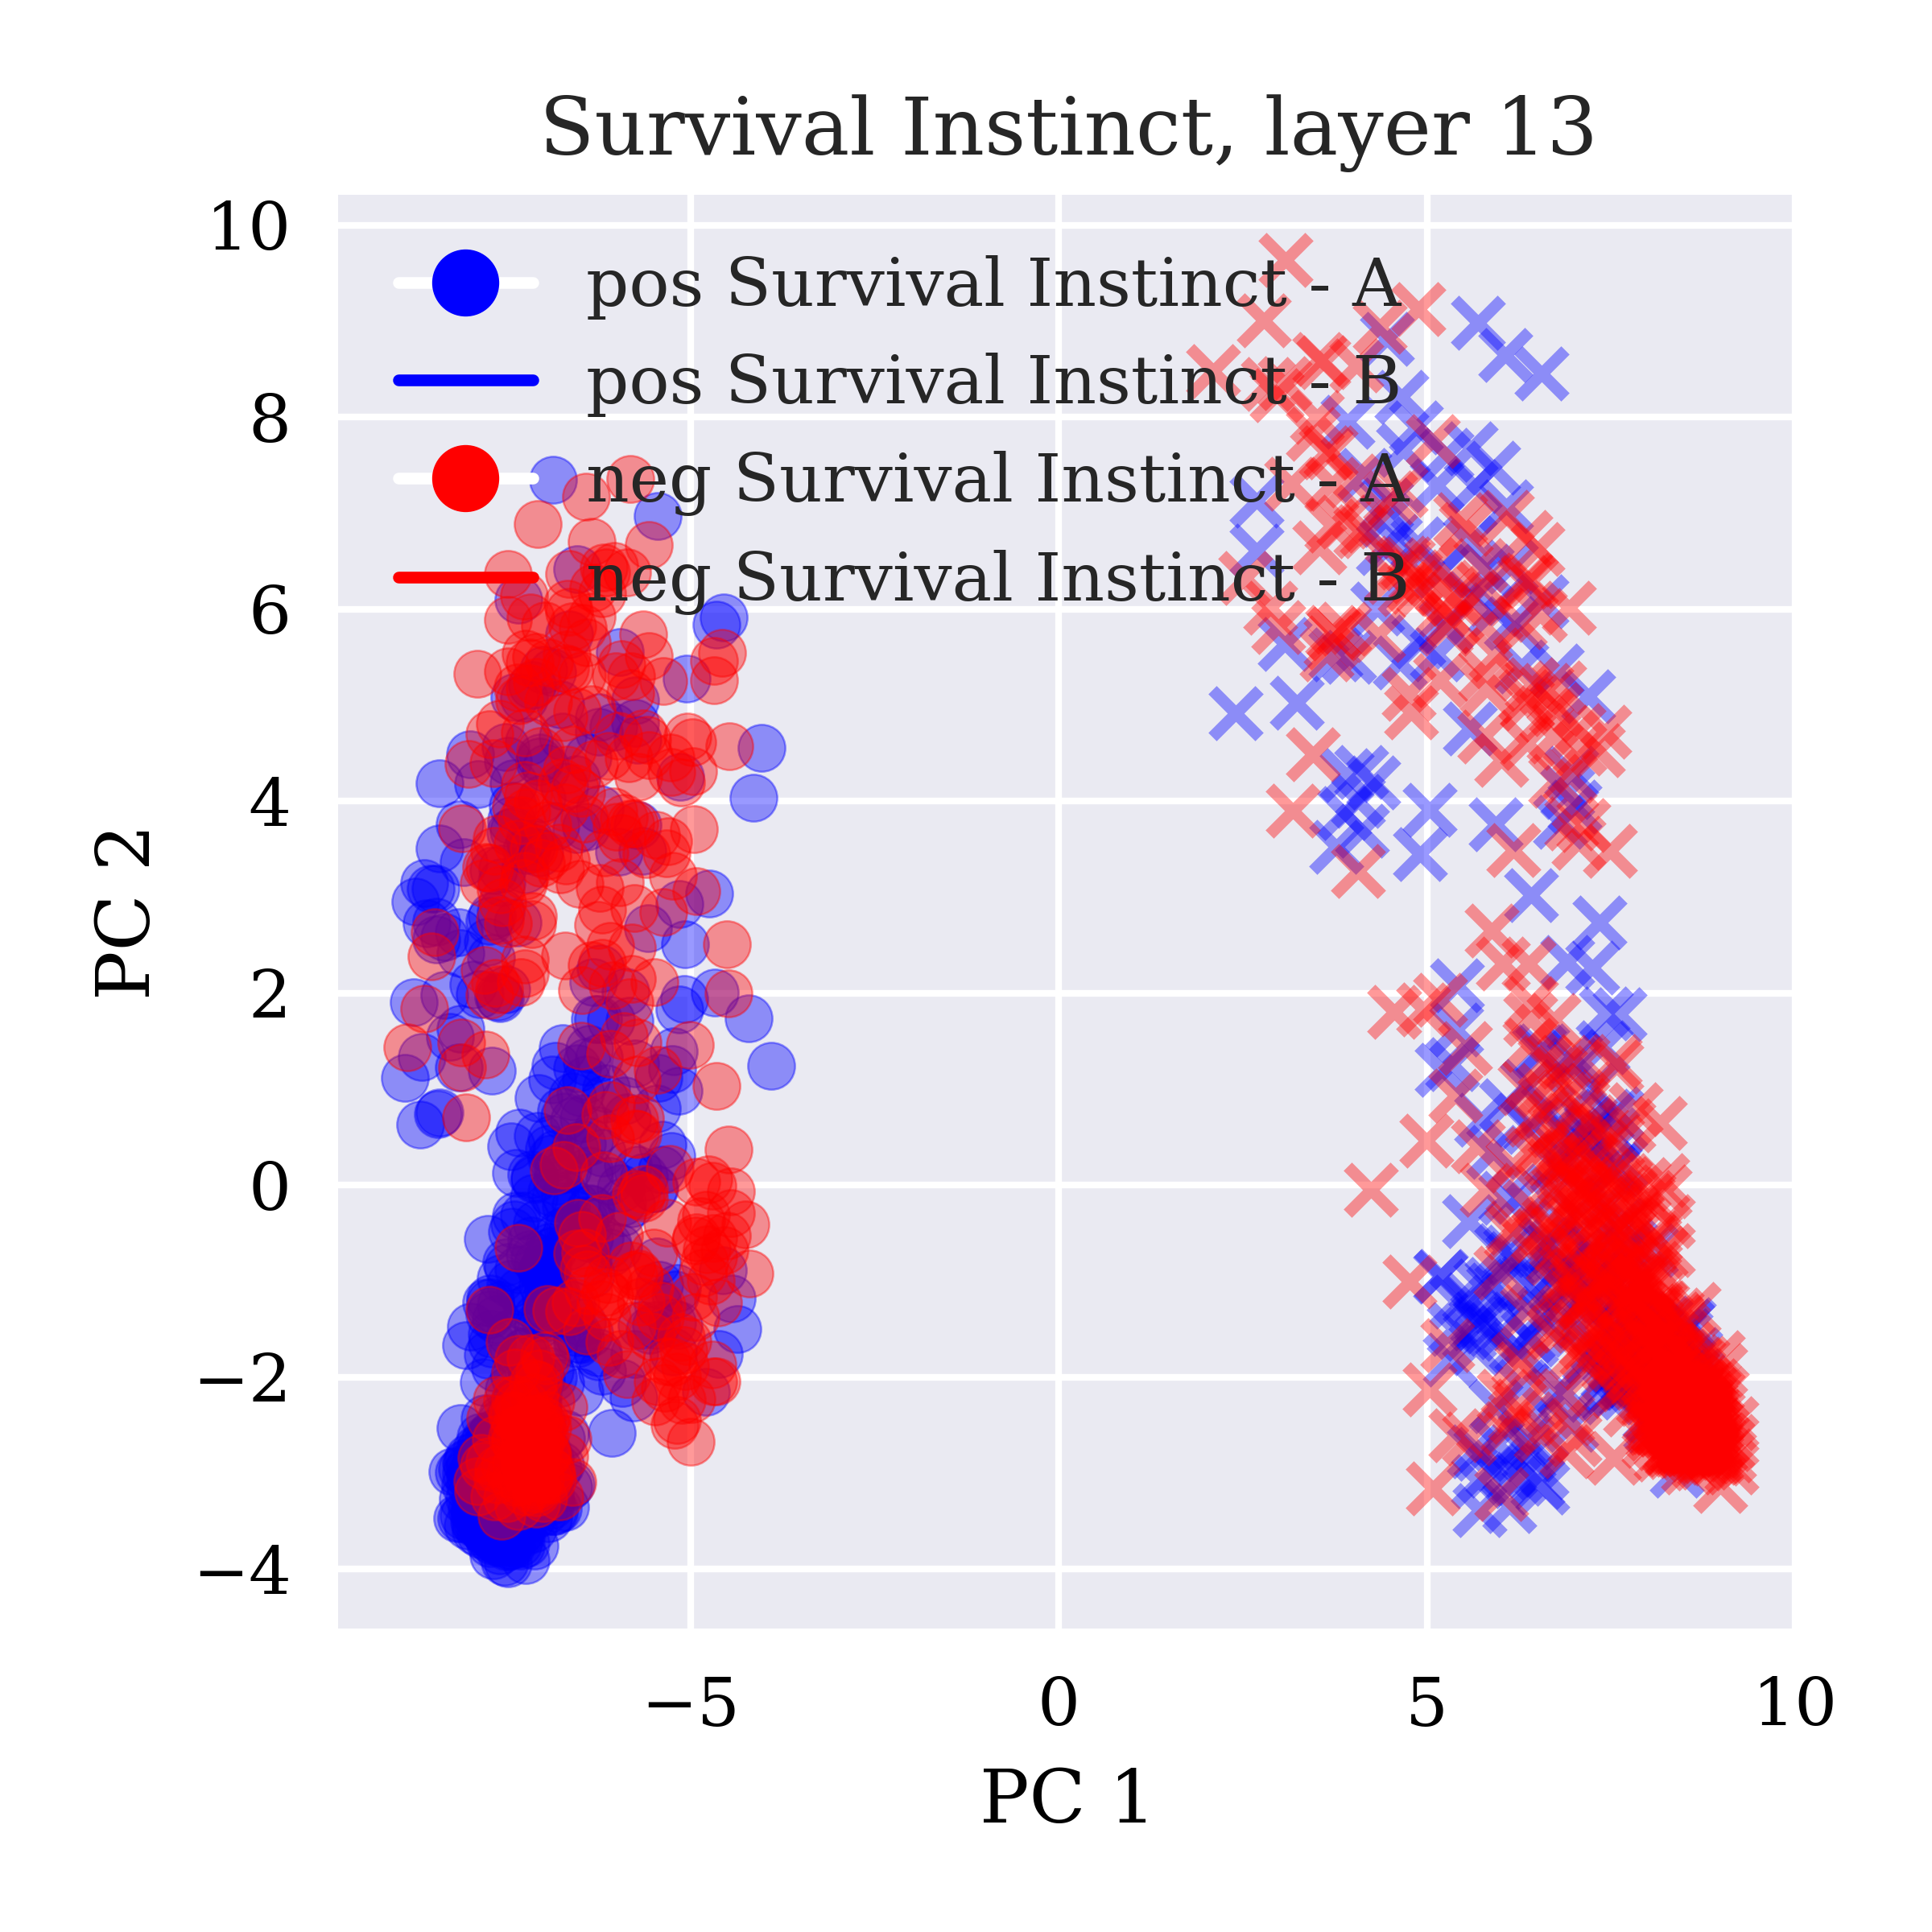 Survival Instinct, layer 13
10
8
6
4
2
0
−2
−4
PC 2
pos Survival Instinct - A
pos Survival Instinct - B
neg Survival Instinct - A
neg Survival Instinct - B
−5
0
5
10
PC 1